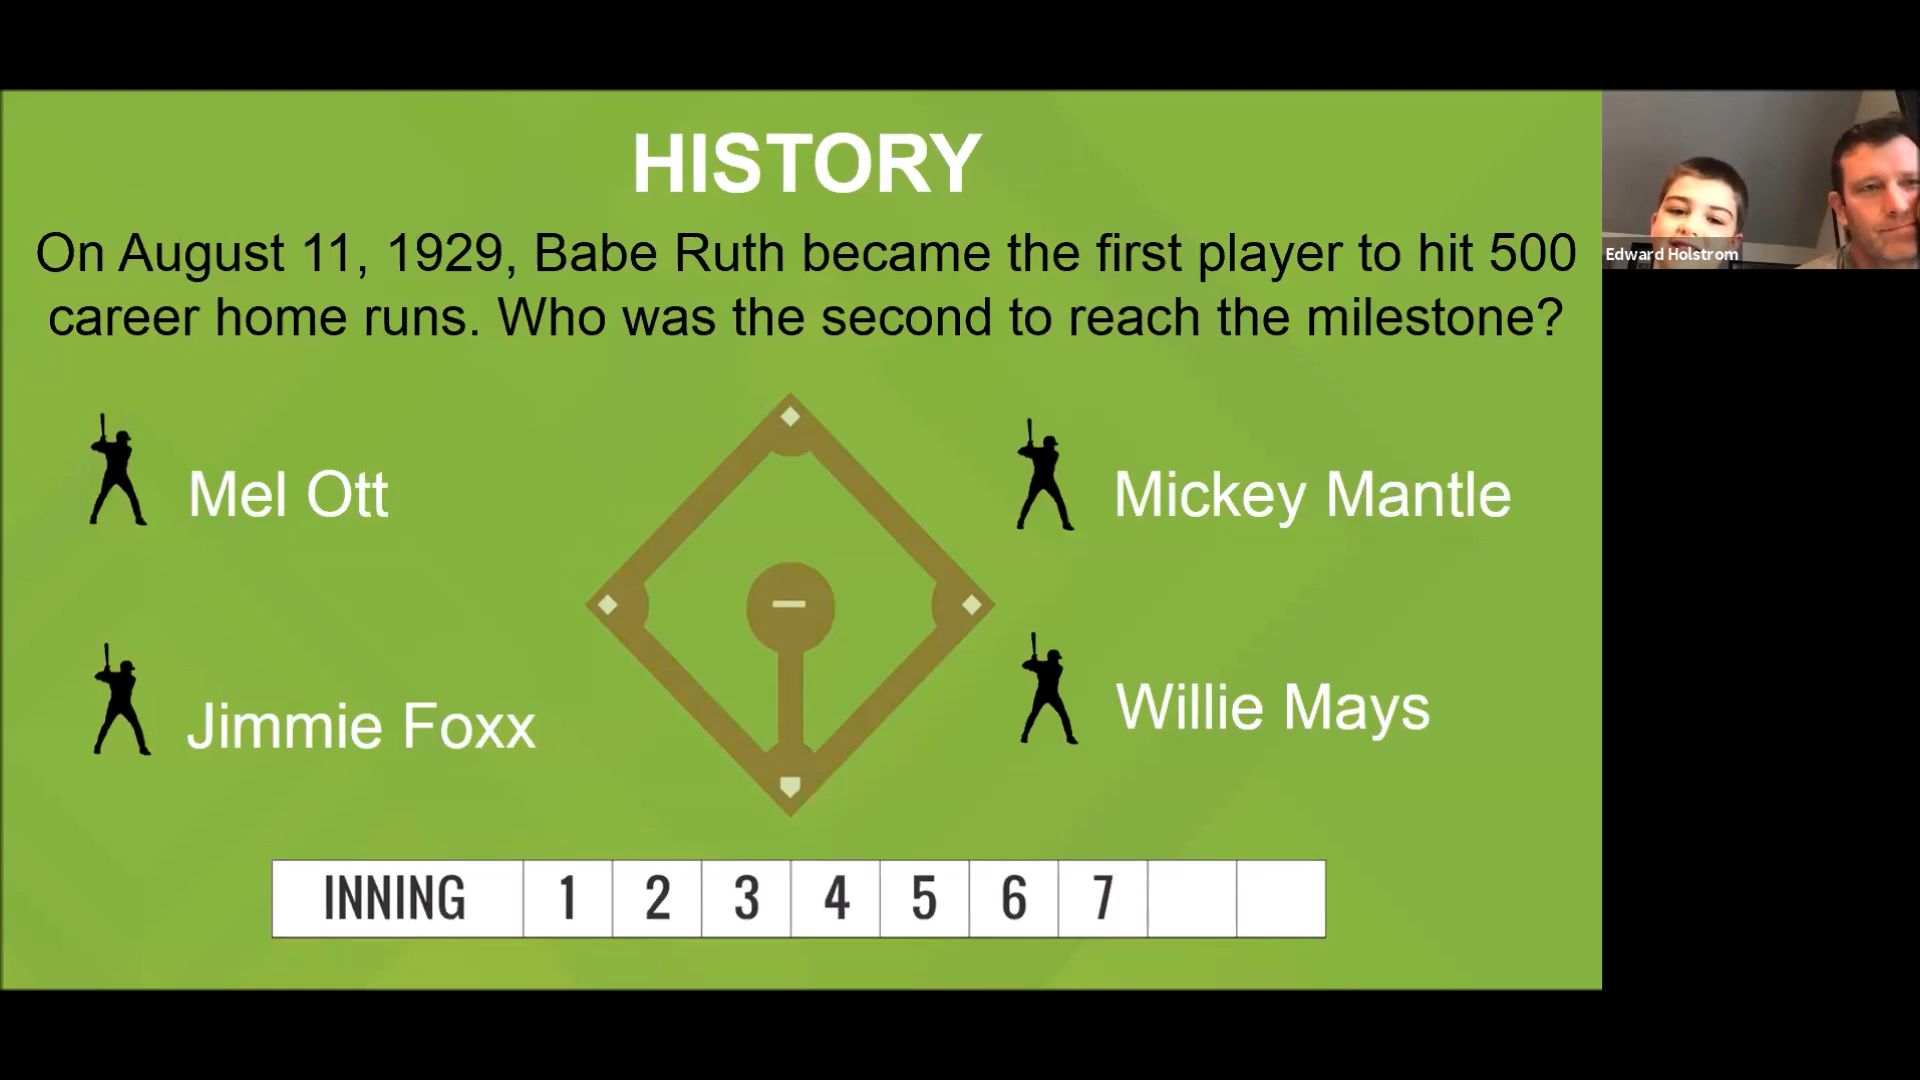 HISTORY
On August 11, 1929, Babe Ruth became the first player to hit 500
career home runs. Who was the second to reach the milestone?
Mel Ott
Mickey Mantle
Jimmie Foxx
Willie Mays
INNING 1 2 3 4 5 6 7
Edward Holstrom